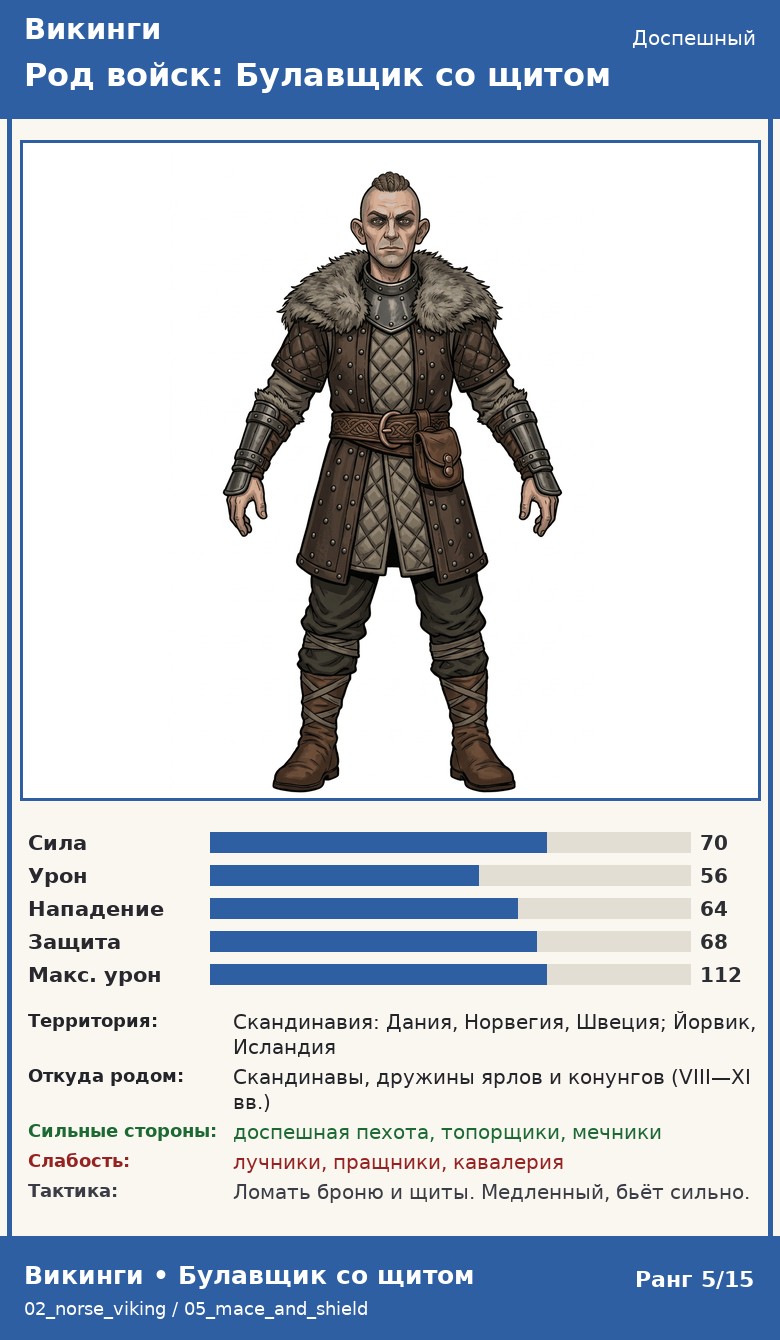 Викинги
Доспешный
Род войск: Булавщик со щитом
Сила 70
Урон 56
Нападение 64
Защита 68
Макс. урон 112
Территория: Скандинавия: Дания, Норвегия, Швеция; Йорвик,
Исландия
Откуда родом: Скандинавы, дружины ярлов и конунгов (VIII—XI
вв.)
Сильные стороны: доспешная пехота, топорщики, мечники
Слабость: лучники, пращники, кавалерия
Тактика: Ломать броню и щиты. Медленный, бьёт сильно.
Викинги • Булавщик со щитом
Ранг 5/15
02_norse_viking / 05_mace_and_shield